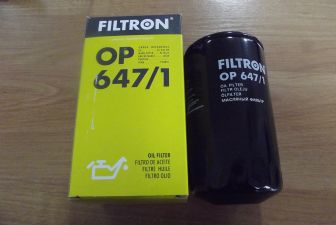 FILTRON
OP
647/1
OIL FILTER
FILTRO DE ACEITE
FILTRE HUILE
FILTRO OLIO
FILTRON
OP 647/1
OIL FILTER
FILTR OLEJU
ÖLFILTER
МАСЛЯНЫЙ ФИЛЬТР